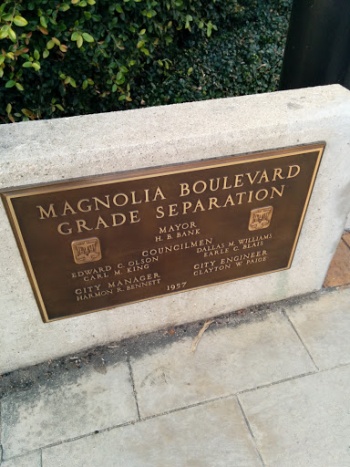 MAGNOLIA BOULEVARD
GRADE SEPARATION
MAYOR
H. B. BANK
COUNCILMEN
EDWARD C. OLSON DALLAS M. WILLIAMS
CARL M. KING EARLE C. BLAIS
CITY MANAGER CITY ENGINEER
HARMON R. BENNETT CLAYTON W. PAIGE
1957